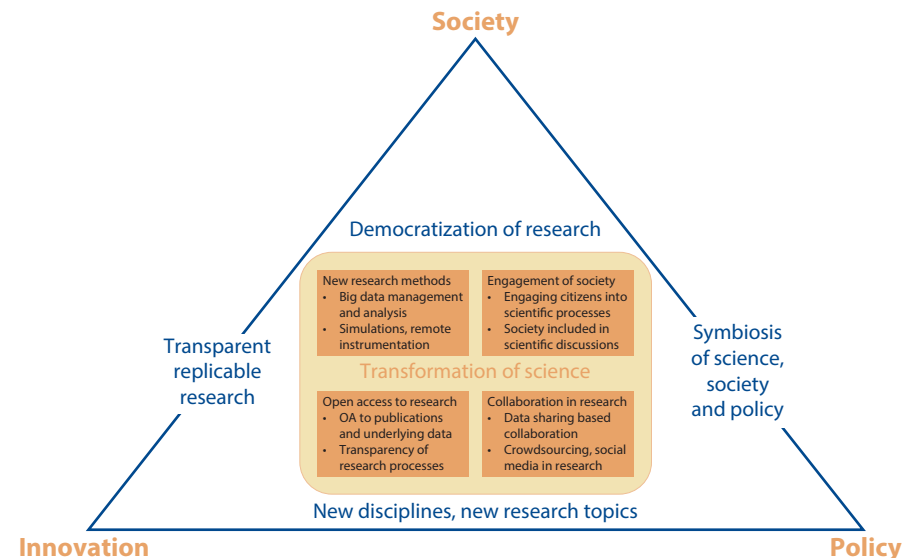 Society
Democratization of research
New research methods
• Big data management
and analysis
• Simulations, remote
instrumentation
Engagement of society
• Engaging citizens into
scientific processes
• Society included in
scientific discussions
Transparent
replicable
research
Transformation of science
Symbiosis
of science,
society
and policy
Open access to research
• OA to publications
and underlying data
• Transparency of
research processes
Collaboration in research
• Data sharing based
collaboration
• Crowdsourcing, social
media in research
New disciplines, new research topics
Innovation
Policy